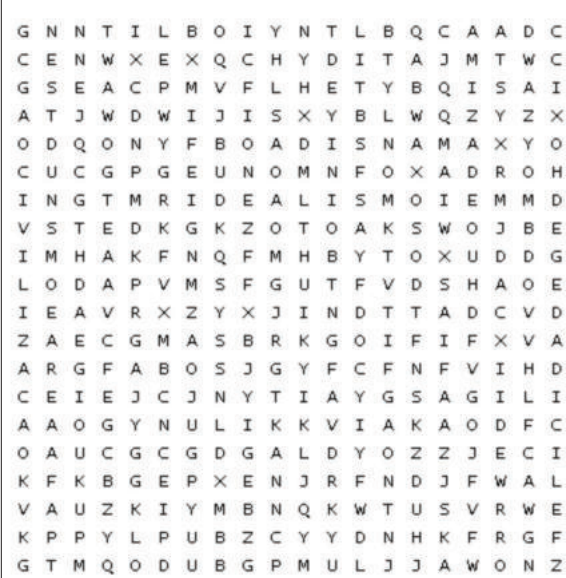 G N N T I L B O I Y N T L B Q C A A D C
C E N W X E X Q C H Y D I T A J M T W C
G S E A C P M V F L H E T Y B Q I S A I
A T J W D W I J I S X Y B L W Q Z Y Z X
O D Q O N Y F B O A D I S N A M A X Y O
C U C G P G E U N O M N F O X A D R O H
I N G T M R I D E A L I S M O I E M M D
V S T E D K G K Z O T O A K S W O J B E
I M H A K F N Q F M H B Y T O X U D D G
L O D A P V M S F G U T F V D S H A O E
I E A V R X Z Y X J I N D T T A D C V D
Z A E C G M A S B R K G O I F I F X V A
A R G F A B O S J G Y F C F N F V I H D
C E I E J C J N Y T I A Y G S A G I L I
A A O G Y N U L I K K V I A K A O D F C
O A U C G C G D G A L D Y O Z Z J E C I
K F K B G E P X E N J R F N D J F W A L
V A U Z K I Y M B N Q K W T U S V R W E
K P P Y L P U B Z C Y Y D N H K F R G F
G T M Q O D U B G P M U L J J A W O N Z